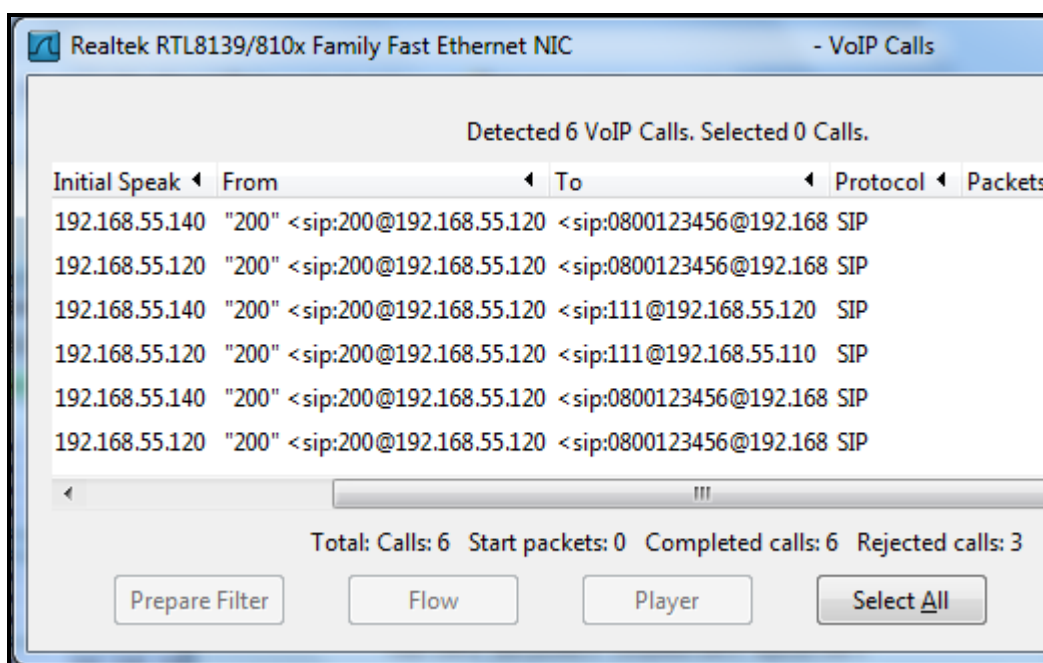 Realtek RTL8139/810x Family Fast Ethernet NIC - VoIP Calls
Detected 6 VoIP Calls. Selected 0 Calls.
Initial Speak From To Protocol Packets
192.168.55.140 "200" <sip:200@192.168.55.120 <sip:0800123456@192.168 SIP
192.168.55.120 "200" <sip:200@192.168.55.120 <sip:0800123456@192.168 SIP
192.168.55.140 "200" <sip:200@192.168.55.120 <sip:111@192.168.55.120 SIP
192.168.55.120 "200" <sip:200@192.168.55.120 <sip:111@192.168.55.110 SIP
192.168.55.140 "200" <sip:200@192.168.55.120 <sip:0800123456@192.168 SIP
192.168.55.120 "200" <sip:200@192.168.55.120 <sip:0800123456@192.168 SIP
Total: Calls: 6 Start packets: 0 Completed calls: 6 Rejected calls: 3
Prepare Filter Flow Player Select All